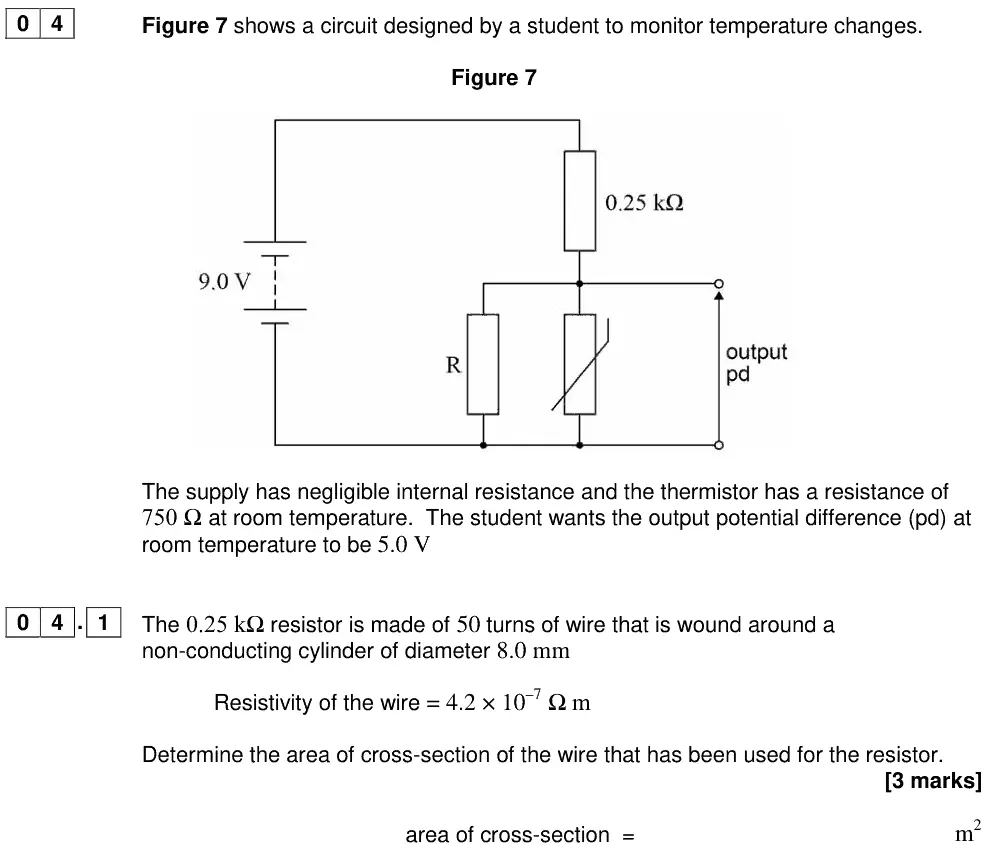 0 4 Figure 7 shows a circuit designed by a student to monitor temperature changes.
Figure 7
0.25 kΩ
9.0 V
R
output
pd
The supply has negligible internal resistance and the thermistor has a resistance of
750 Ω at room temperature. The student wants the output potential difference (pd) at
room temperature to be 5.0 V
0 4 . 1 The 0.25 kΩ resistor is made of 50 turns of wire that is wound around a
non-conducting cylinder of diameter 8.0 mm
Resistivity of the wire = 4.2 × 10⁻⁷ Ω m
Determine the area of cross-section of the wire that has been used for the resistor.
[3 marks]
area of cross-section = m²